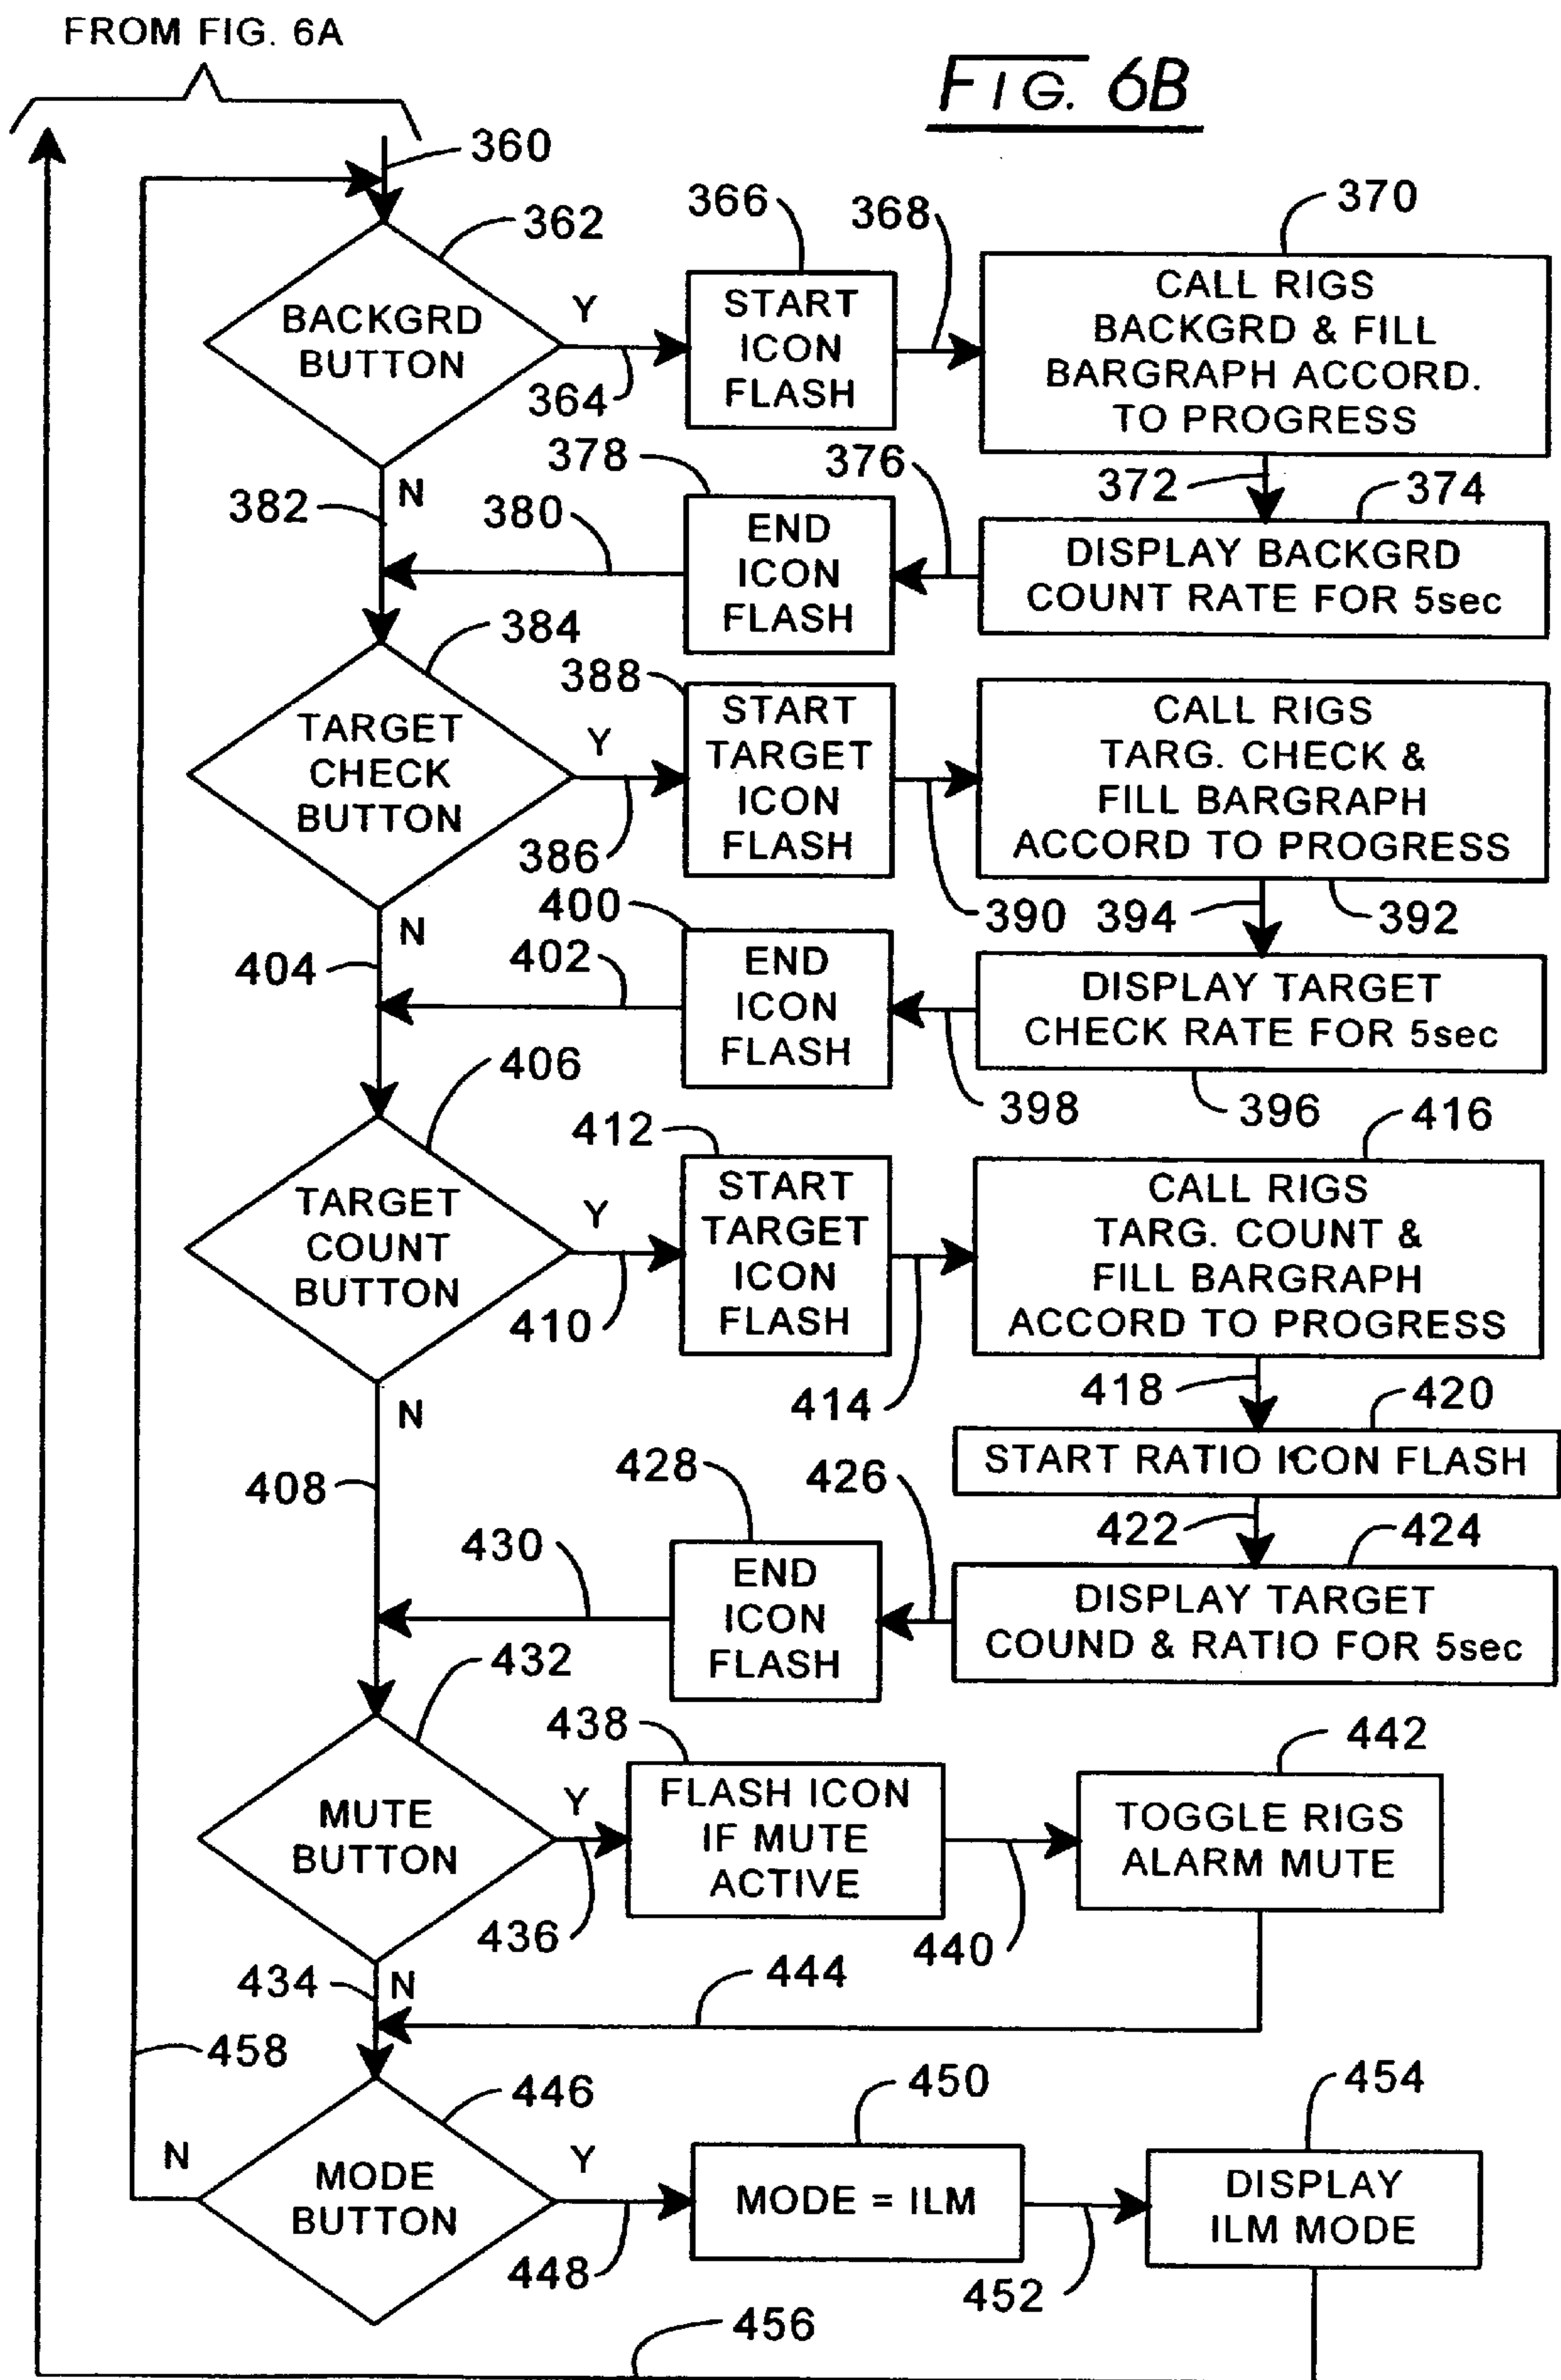 FROM FIG. 6A
FIG. 6B
360
362
366
368
370
BACKGRD
BUTTON
Y
364
START
ICON
FLASH
CALL RIGS
BACKGRD & FILL
BARGRAPH ACCORD.
TO PROGRESS
372
374
378
376
N
382
380
END
ICON
FLASH
DISPLAY BACKGRD
COUNT RATE FOR 5sec
384
388
TARGET
CHECK
BUTTON
Y
386
START
TARGET
ICON
FLASH
CALL RIGS
TARG. CHECK &
FILL BARGRAPH
ACCORD TO PROGRESS
390
394
392
400
N
404
402
END
ICON
FLASH
DISPLAY TARGET
CHECK RATE FOR 5sec
398
396
406
412
416
TARGET
COUNT
BUTTON
Y
410
START
TARGET
ICON
FLASH
CALL RIGS
TARG. COUNT &
FILL BARGRAPH
ACCORD TO PROGRESS
414
418
420
N
START RATIO ICON FLASH
408
428
426
422
424
430
END
ICON
FLASH
DISPLAY TARGET
COUND & RATIO FOR 5sec
432
438
442
MUTE
BUTTON
Y
436
FLASH ICON
IF MUTE
ACTIVE
440
TOGGLE RIGS
ALARM MUTE
434
N
444
458
446
450
454
N
MODE
BUTTON
Y
448
MODE = ILM
452
DISPLAY
ILM MODE
456